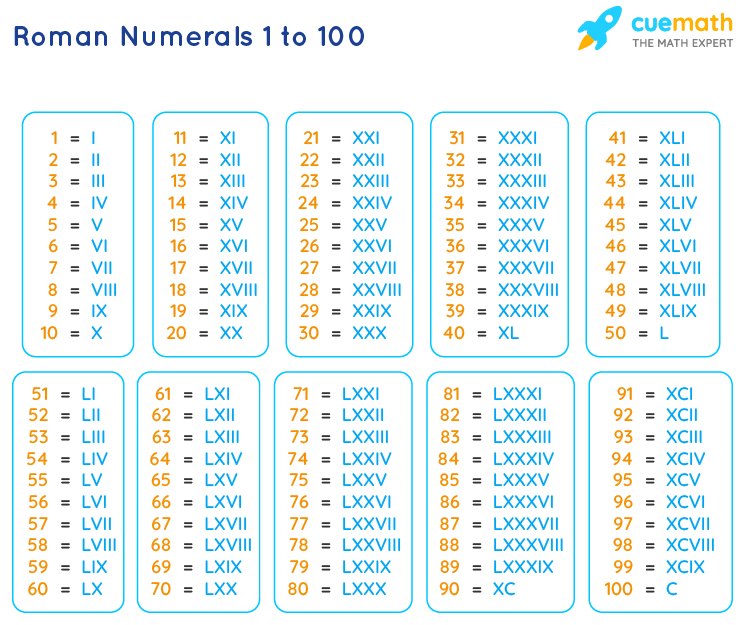 Roman Numerals 1 to 100
cuemath
THE MATH EXPERT
1 = I
2 = II
3 = III
4 = IV
5 = V
6 = VI
7 = VII
8 = VIII
9 = IX
10 = X
11 = XI
12 = XII
13 = XIII
14 = XIV
15 = XV
16 = XVI
17 = XVII
18 = XVIII
19 = XIX
20 = XX
21 = XXI
22 = XXII
23 = XXIII
24 = XXIV
25 = XXV
26 = XXVI
27 = XXVII
28 = XXVIII
29 = XXIX
30 = XXX
31 = XXXI
32 = XXXII
33 = XXXIII
34 = XXXIV
35 = XXXV
36 = XXXVI
37 = XXXVII
38 = XXXVIII
39 = XXXIX
40 = XL
41 = XLI
42 = XLII
43 = XLIII
44 = XLIV
45 = XLV
46 = XLVI
47 = XLVII
48 = XLVIII
49 = XLIX
50 = L
51 = LI
52 = LII
53 = LIII
54 = LIV
55 = LV
56 = LVI
57 = LVII
58 = LVIII
59 = LIX
60 = LX
61 = LXI
62 = LXII
63 = LXIII
64 = LXIV
65 = LXV
66 = LXVI
67 = LXVII
68 = LXVIII
69 = LXIX
70 = LXX
71 = LXXI
72 = LXXII
73 = LXXIII
74 = LXXIV
75 = LXXV
76 = LXXVI
77 = LXXVII
78 = LXXVIII
79 = LXXIX
80 = LXXX
81 = LXXXI
82 = LXXXII
83 = LXXXIII
84 = LXXXIV
85 = LXXXV
86 = LXXXVI
87 = LXXXVII
88 = LXXXVIII
89 = LXXXIX
90 = XC
91 = XCI
92 = XCII
93 = XCIII
94 = XCIV
95 = XCV
96 = XCVI
97 = XCVII
98 = XCVIII
99 = XCIX
100 = C